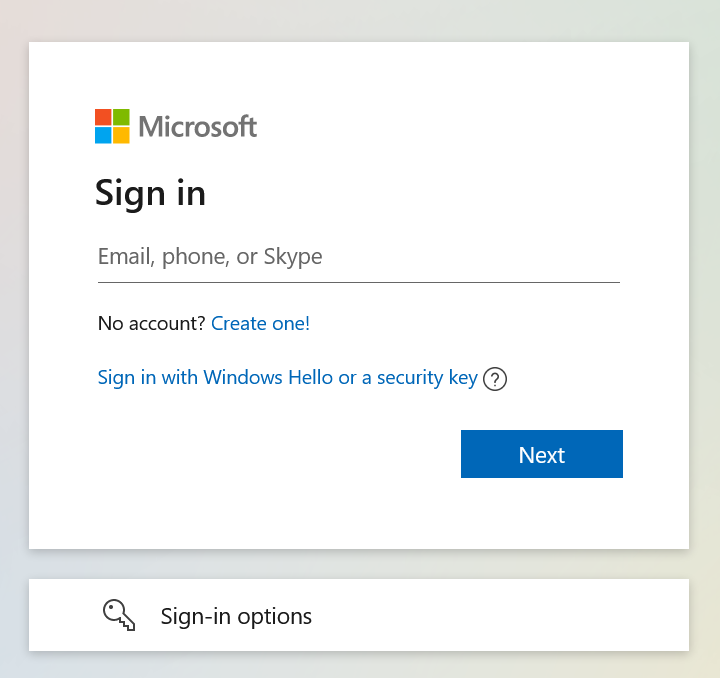 Microsoft
Sign in
Email, phone, or Skype
No account? Create one!
Sign in with Windows Hello or a security key ?
Next
Sign-in options